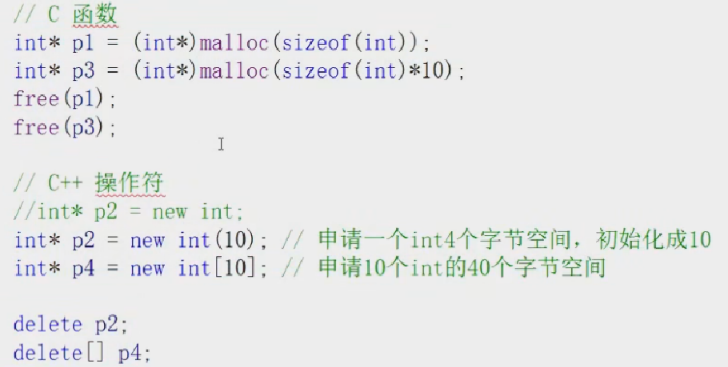 // C 函数
int* p1 = (int*)malloc(sizeof(int));
int* p3 = (int*)malloc(sizeof(int)*10);
free(p1);
free(p3);
// C++ 操作符
//int* p2 = new int;
int* p2 = new int(10); // 申请一个int4个字节空间，初始化成10
int* p4 = new int[10]; // 申请10个int的40个字节空间
delete p2;
delete[] p4;